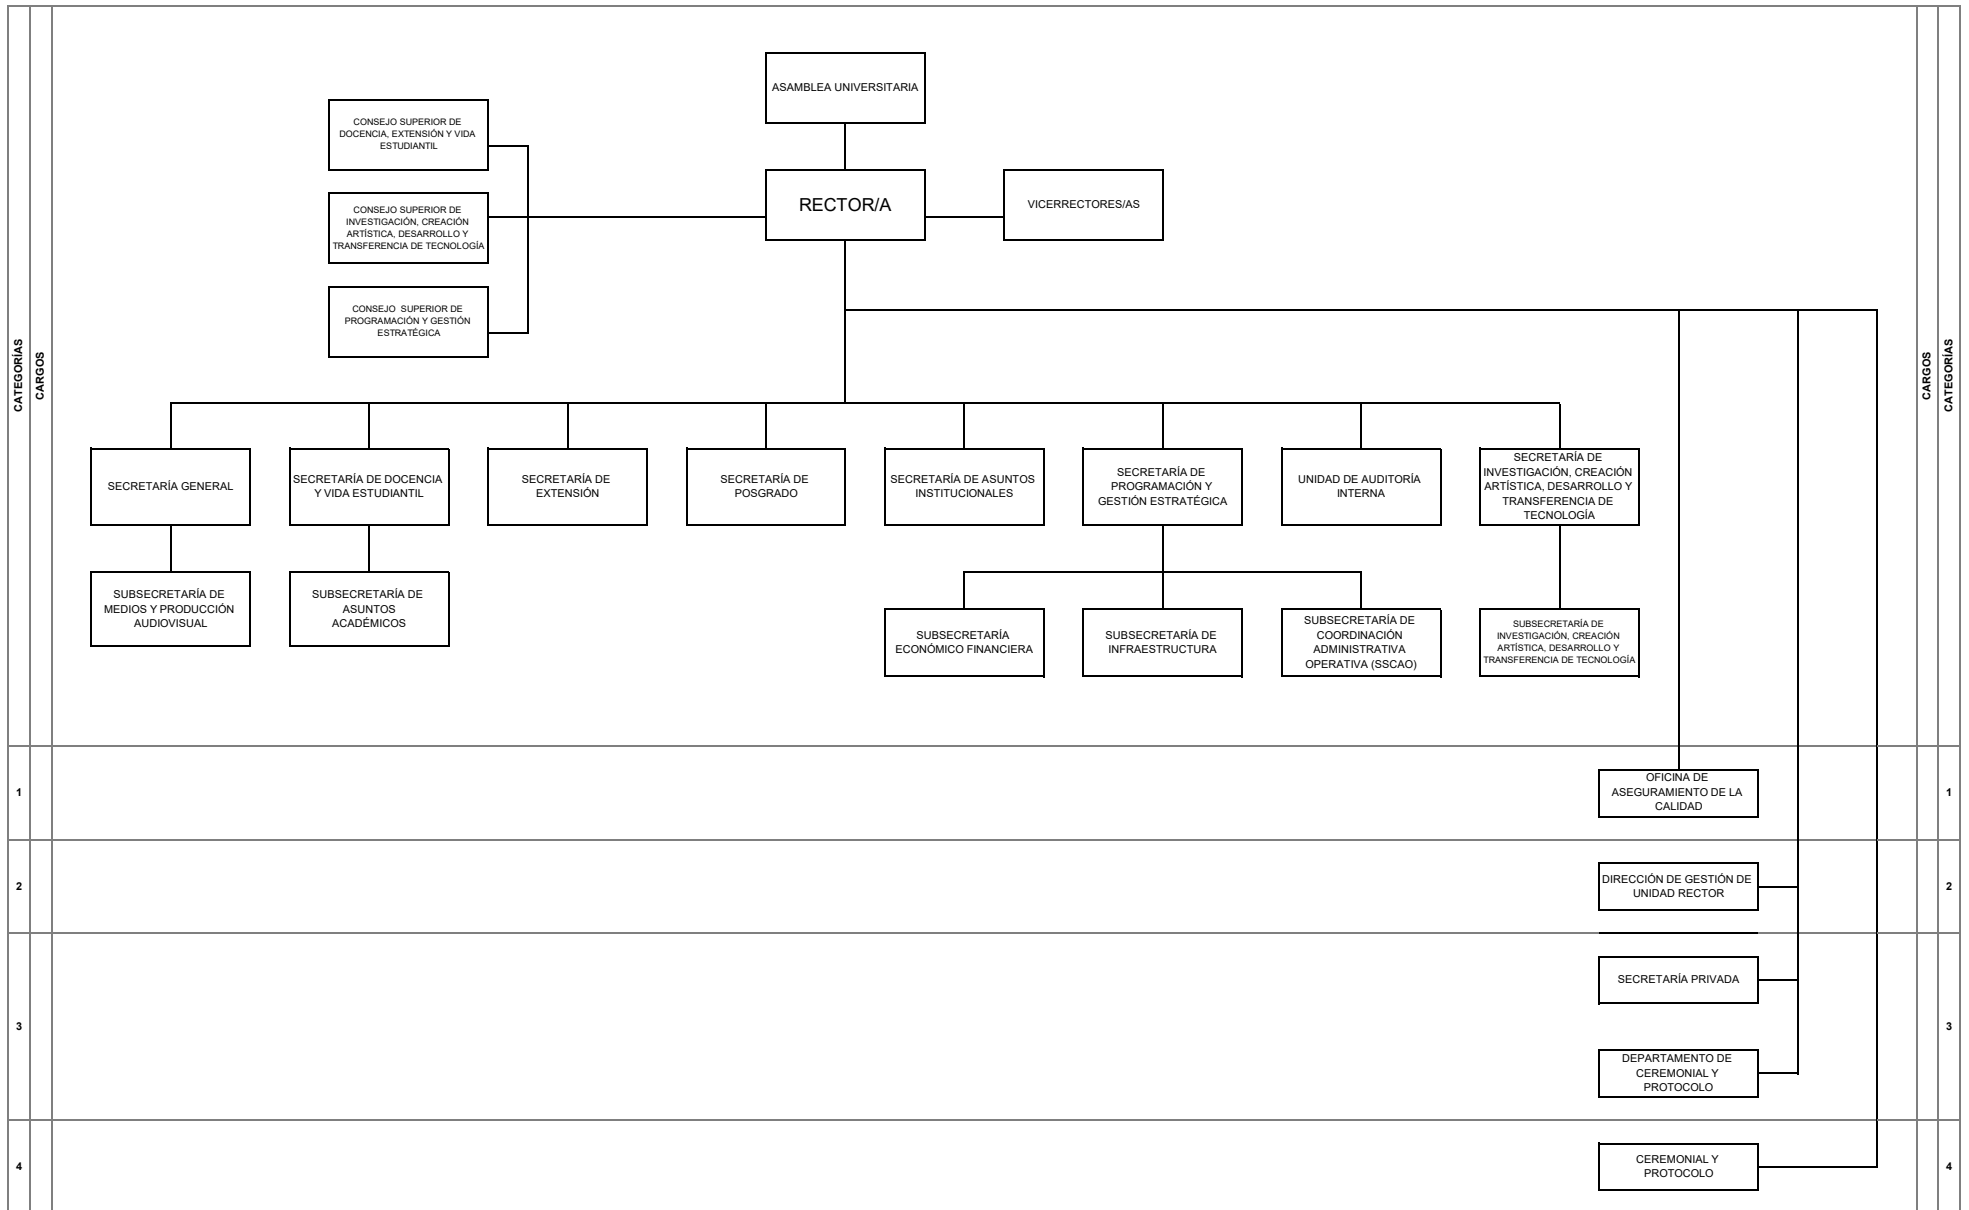 ASAMBLEA UNIVERSITARIA
CONSEJO SUPERIOR DE
DOCENCIA, EXTENSIÓN Y VIDA
ESTUDIANTIL
RECTOR/A
VICERRECTORES/AS
CONSEJO SUPERIOR DE
INVESTIGACIÓN, CREACIÓN
ARTÍSTICA, DESARROLLO Y
TRANSFERENCIA DE TECNOLOGÍA
CONSEJO SUPERIOR DE
PROGRAMACIÓN Y GESTIÓN
ESTRATÉGICA
CATEGORÍAS
CARGOS
CARGOS
CATEGORÍAS
SECRETARÍA GENERAL
SECRETARÍA DE DOCENCIA
Y VIDA ESTUDIANTIL
SECRETARÍA DE
EXTENSIÓN
SECRETARÍA DE
POSGRADO
SECRETARÍA DE ASUNTOS
INSTITUCIONALES
SECRETARÍA DE
PROGRAMACIÓN Y
GESTIÓN ESTRATÉGICA
UNIDAD DE AUDITORÍA
INTERNA
SECRETARÍA DE
INVESTIGACIÓN, CREACIÓN
ARTÍSTICA, DESARROLLO Y
TRANSFERENCIA DE
TECNOLOGÍA
SUBSECRETARÍA DE
MEDIOS Y PRODUCCIÓN
AUDIOVISUAL
SUBSECRETARÍA DE
ASUNTOS
ACADÉMICOS
SUBSECRETARÍA
ECONÓMICO FINANCIERA
SUBSECRETARÍA DE
INFRAESTRUCTURA
SUBSECRETARÍA DE
COORDINACIÓN
ADMINISTRATIVA
OPERATIVA (SSCAO)
SUBSECRETARÍA DE
INVESTIGACIÓN, CREACIÓN
ARTÍSTICA, DESARROLLO Y
TRANSFERENCIA DE TECNOLOGÍA
1
OFICINA DE
ASEGURAMIENTO DE LA
CALIDAD
1
2
DIRECCIÓN DE GESTIÓN DE
UNIDAD RECTOR
2
SECRETARÍA PRIVADA
3
3
DEPARTAMENTO DE
CEREMONIAL Y
PROTOCOLO
4
CEREMONIAL Y
PROTOCOLO
4